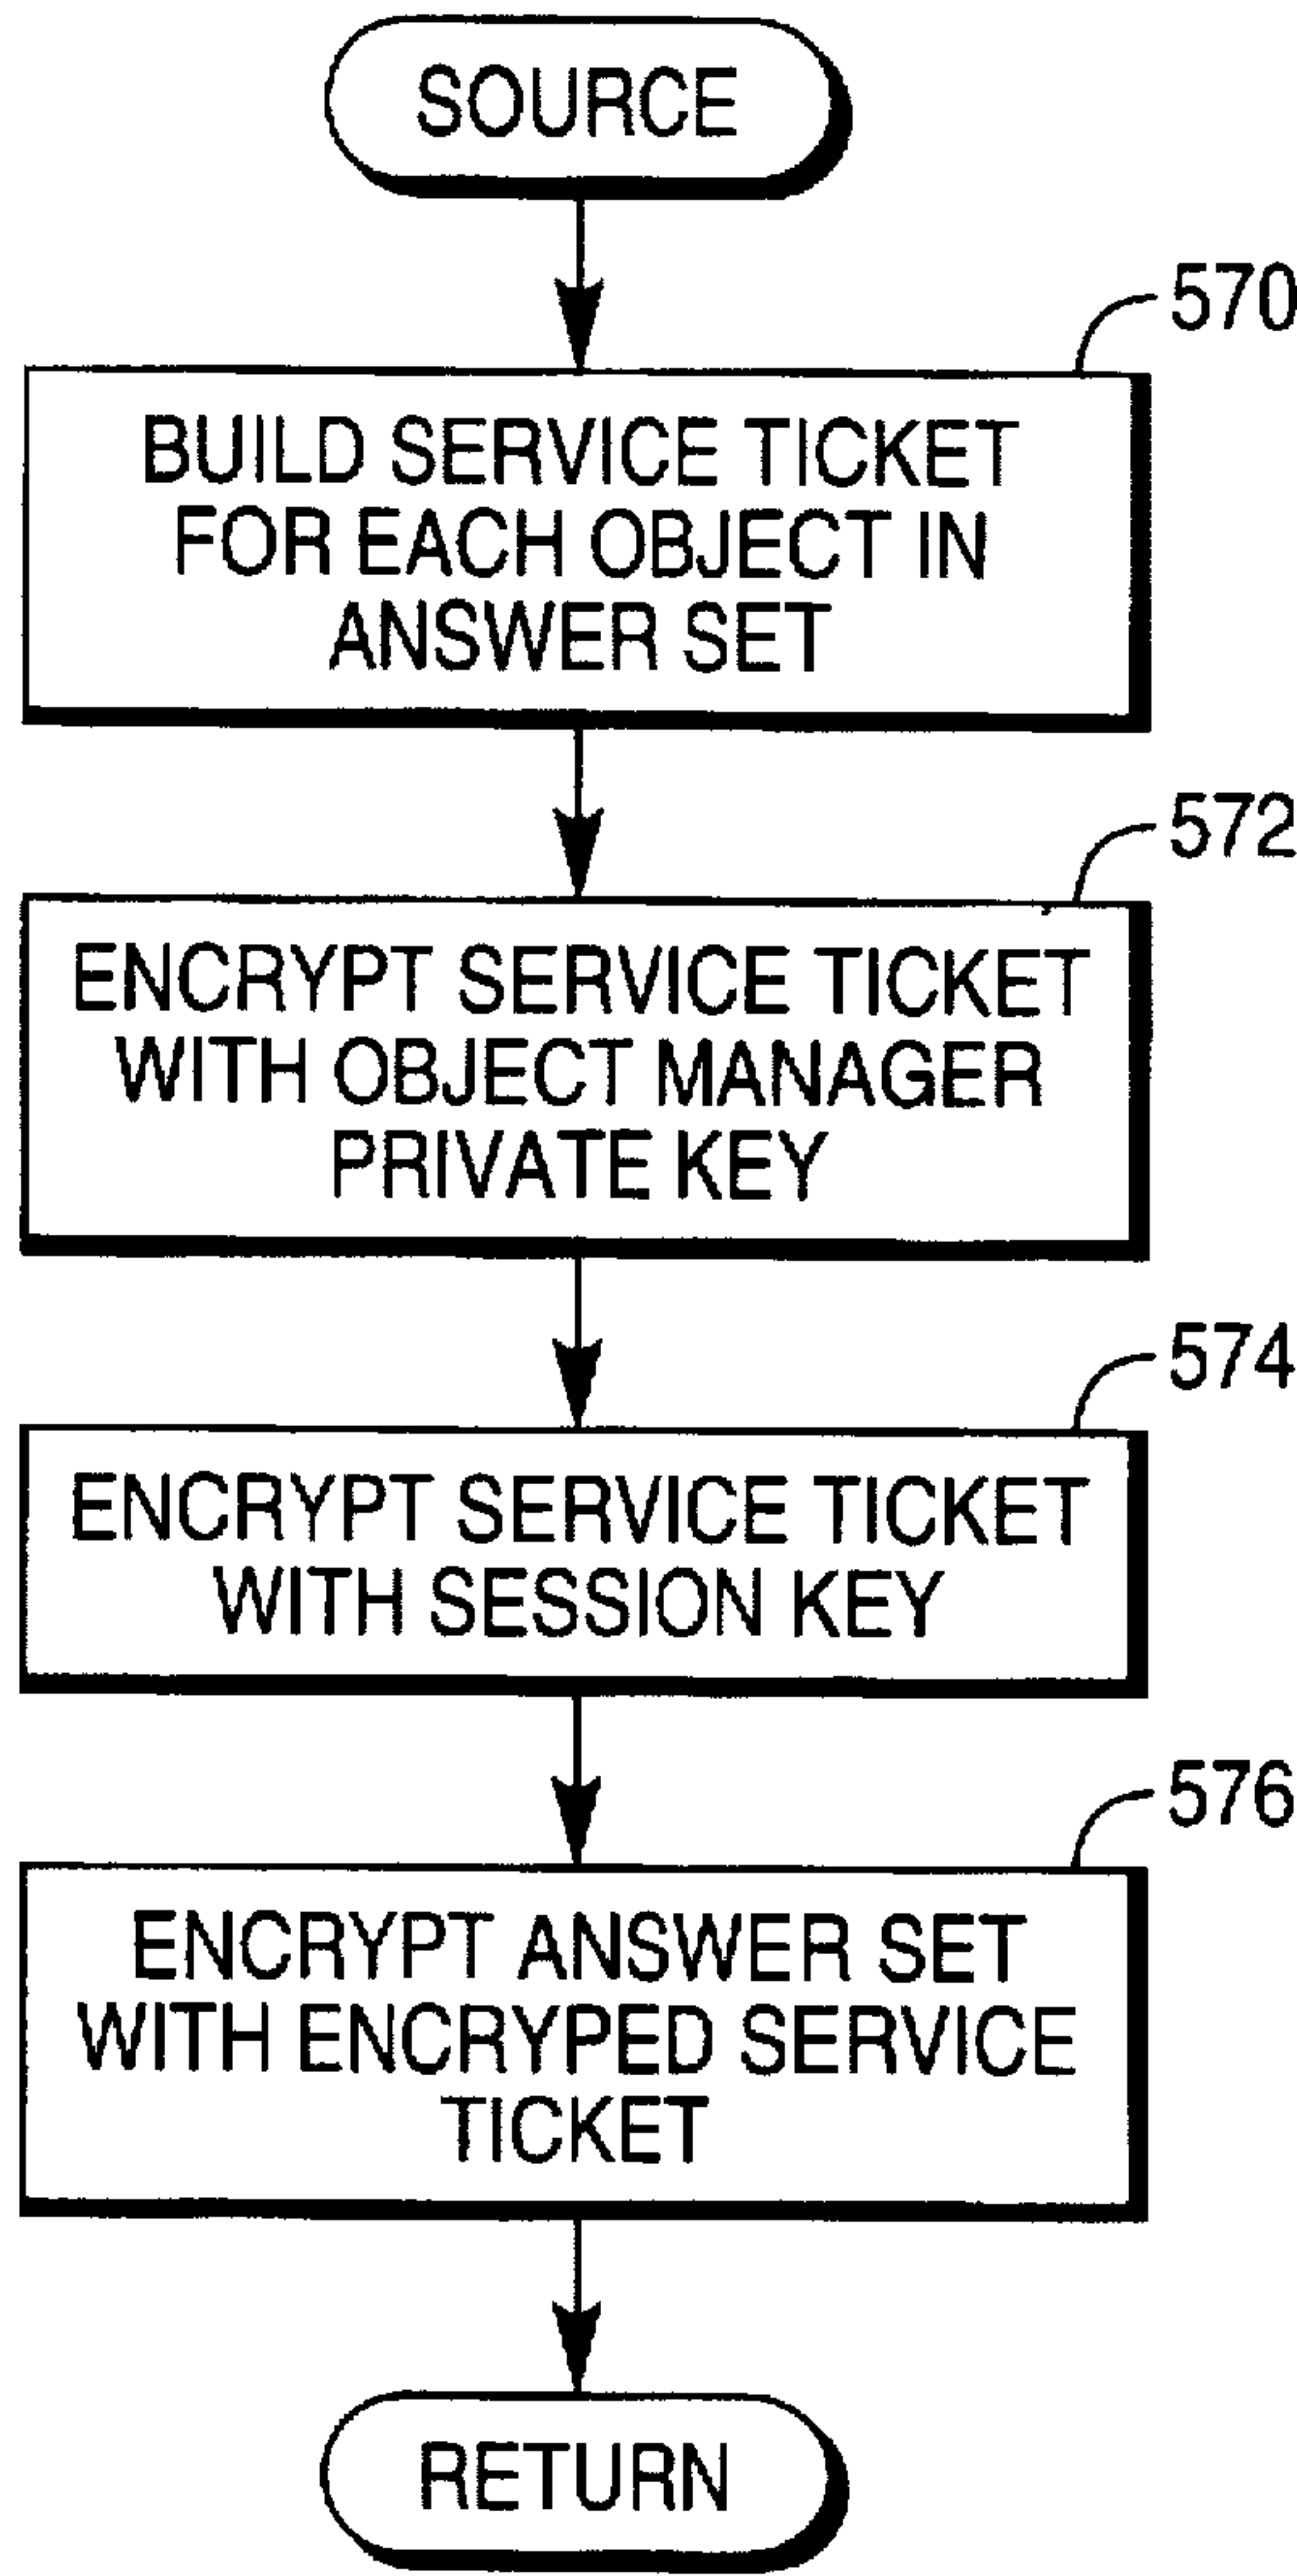 SOURCE
570
BUILD SERVICE TICKET
FOR EACH OBJECT IN
ANSWER SET
572
ENCRYPT SERVICE TICKET
WITH OBJECT MANAGER
PRIVATE KEY
574
ENCRYPT SERVICE TICKET
WITH SESSION KEY
576
ENCRYPT ANSWER SET
WITH ENCRYPED SERVICE
TICKET
RETURN